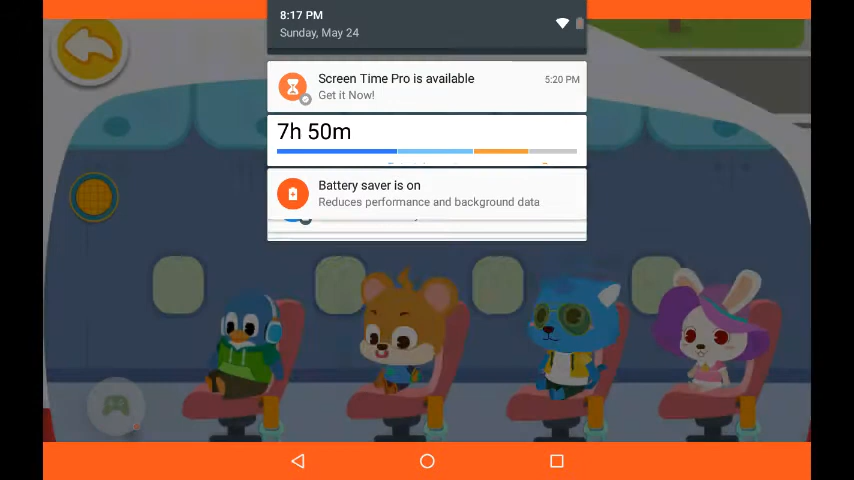 8:17 PM
Sunday, May 24
Screen Time Pro is available
5:20 PM
Get it Now!
7h 50m
Battery saver is on
Reduces performance and background data